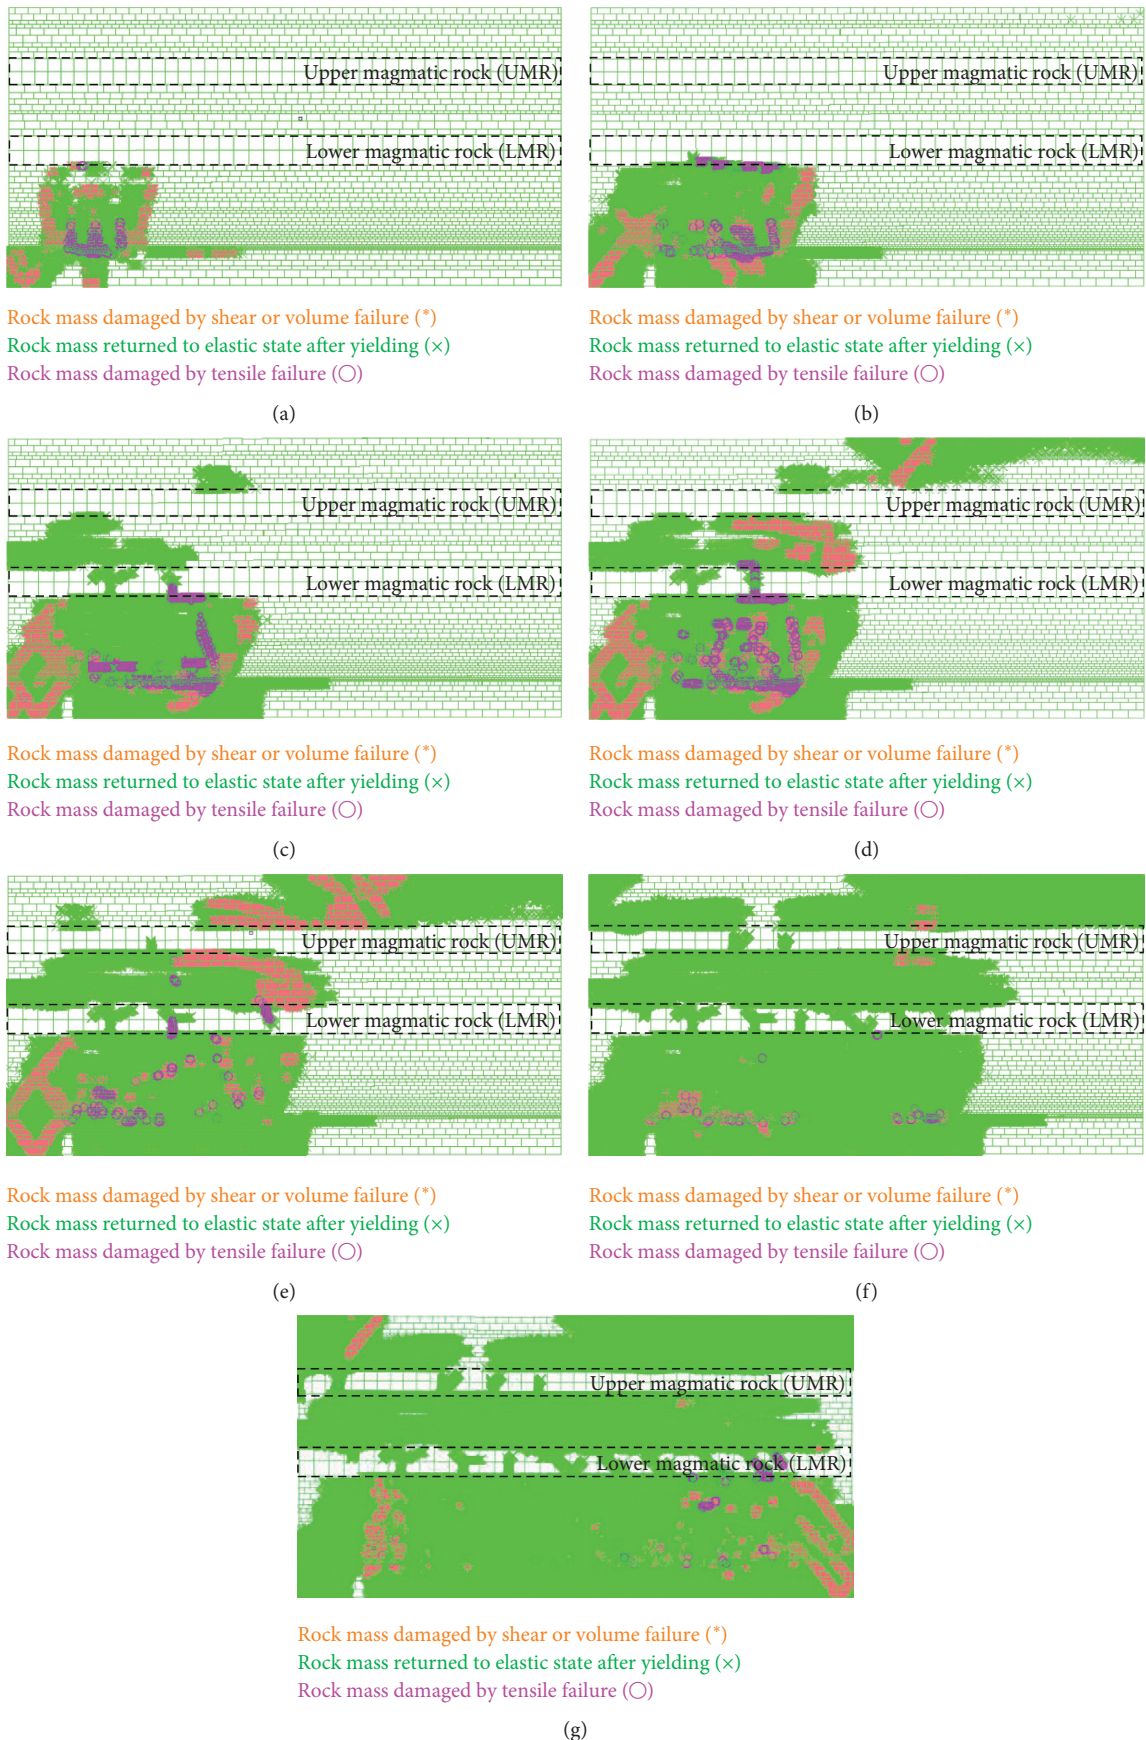 Upper magmatic rock (UMR)
Lower magmatic rock (LMR)
Rock mass damaged by shear or volume failure (*)
Rock mass returned to elastic state after yielding (×)
Rock mass damaged by tensile failure (○)
(a)
Upper magmatic rock (UMR)
Lower magmatic rock (LMR)
Rock mass damaged by shear or volume failure (*)
Rock mass returned to elastic state after yielding (×)
Rock mass damaged by tensile failure (○)
(b)
Upper magmatic rock (UMR)
Lower magmatic rock (LMR)
Rock mass damaged by shear or volume failure (*)
Rock mass returned to elastic state after yielding (×)
Rock mass damaged by tensile failure (○)
(c)
Upper magmatic rock (UMR)
Lower magmatic rock (LMR)
Rock mass damaged by shear or volume failure (*)
Rock mass returned to elastic state after yielding (×)
Rock mass damaged by tensile failure (○)
(d)
Upper magmatic rock (UMR)
Lower magmatic rock (LMR)
Rock mass damaged by shear or volume failure (*)
Rock mass returned to elastic state after yielding (×)
Rock mass damaged by tensile failure (○)
(e)
Upper magmatic rock (UMR)
Lower magmatic rock (LMR)
Rock mass damaged by shear or volume failure (*)
Rock mass returned to elastic state after yielding (×)
Rock mass damaged by tensile failure (○)
(f)
Upper magmatic rock (UMR)
Lower magmatic rock (LMR)
Rock mass damaged by shear or volume failure (*)
Rock mass returned to elastic state after yielding (×)
Rock mass damaged by tensile failure (○)
(g)